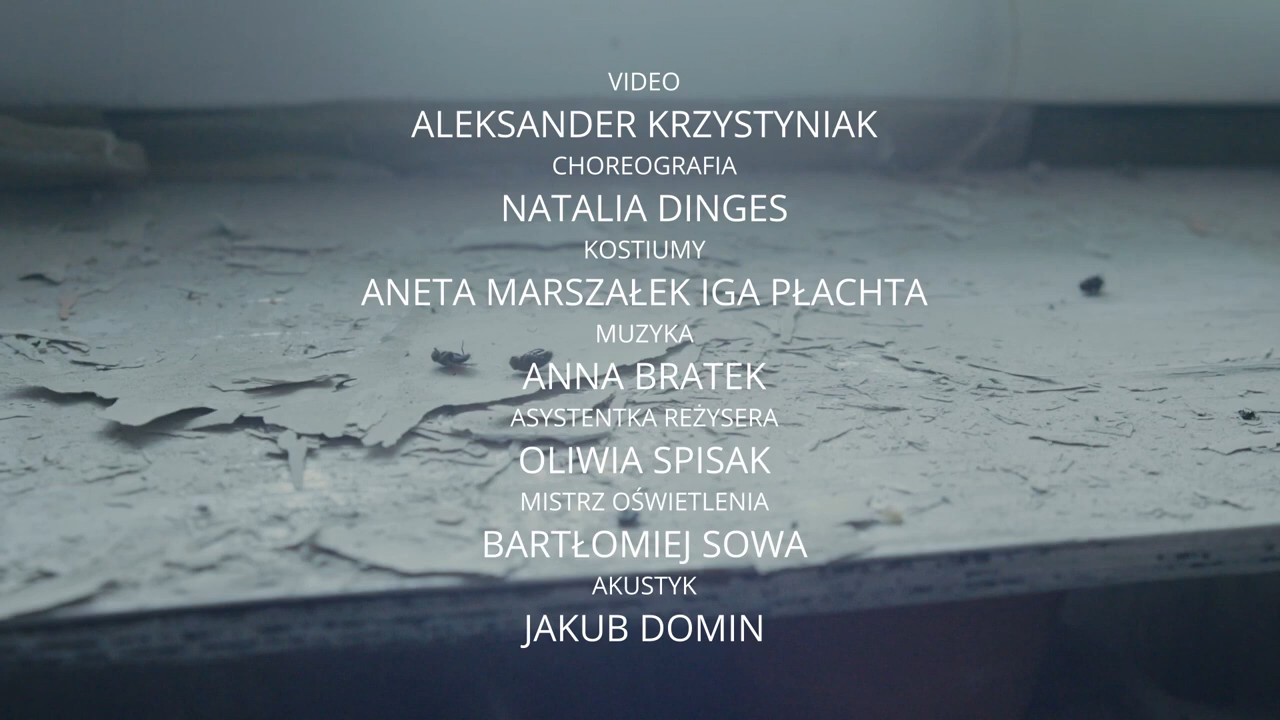 VIDEO
ALEKSANDER KRZYSTYNIAK
CHOREOGRAFIA
NATALIA DINGES
KOSTIUMY
ANETA MARSZAŁEK IGA PŁACHTA
MUZYKA
ANNA BRATEK
ASYSTENTKA REŻYSERA
OLIWIA SPISAK
MISTRZ OŚWIETLENIA
BARTŁOMIEJ SOWA
AKUSTYK
JAKUB DOMIN